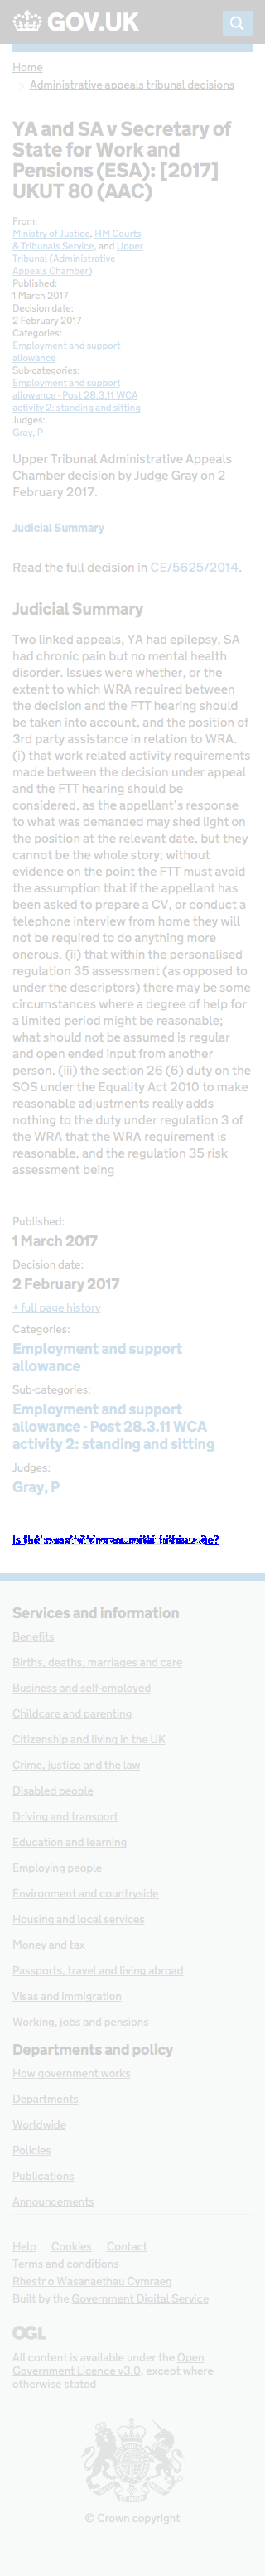 GOV.UK
Home
Administrative appeals tribunal decisions
YA and SA v Secretary of
State for Work and
Pensions (ESA): [2017]
UKUT 80 (AAC)
From:
Ministry of Justice, HM Courts
& Tribunals Service, and Upper
Tribunal (Administrative
Appeals Chamber)
Published:
1 March 2017
Decision date:
2 February 2017
Categories:
Employment and support
allowance
Sub-categories:
Employment and support
allowance - Post 28.3.11 WCA
activity 2: standing and sitting
Judges:
Gray, P
Upper Tribunal Administrative Appeals
Chamber decision by Judge Gray on 2
February 2017.
Judicial Summary
Read the full decision in CE/5625/2014.
Judicial Summary
Two linked appeals, YA had epilepsy, SA
had chronic pain but no mental health
disorder. Issues were whether, or the
extent to which WRA required between
the decision and the FTT hearing should
be taken into account, and the position of
3rd party assistance in relation to WRA.
(i) that work related activity requirements
made between the decision under appeal
and the FTT hearing should be
considered, as the appellant's response
to what was demanded may shed light on
the position at the relevant date, but they
cannot be the whole story; without
evidence on the point the FTT must avoid
the assumption that if the appellant has
been asked to prepare a CV, or conduct a
telephone interview from home they will
not be required to do anything more
onerous. (ii) that within the personalised
regulation 35 assessment (as opposed to
under the descriptors) there may be some
circumstances where a degree of help for
a limited period might be reasonable;
what should not be assumed is regular
and open ended input from another
person. (iii) the section 26 (6) duty on the
SOS under the Equality Act 2010 to make
reasonable adjustments really adds
nothing to the duty under regulation 3 of
the WRA that the WRA requirement is
reasonable, and the regulation 35 risk
assessment being
Published:
1 March 2017
Decision date:
2 February 2017
+ full page history
Categories:
Employment and support
allowance
Sub-categories:
Employment and support
allowance - Post 28.3.11 WCA
activity 2: standing and sitting
Judges:
Gray, P
Services and information
Benefits
Births, deaths, marriages and care
Business and self-employed
Childcare and parenting
Citizenship and living in the UK
Crime, justice and the law
Disabled people
Driving and transport
Education and learning
Employing people
Environment and countryside
Housing and local services
Money and tax
Passports, travel and living abroad
Visas and immigration
Working, jobs and pensions
Departments and policy
How government works
Departments
Worldwide
Policies
Publications
Announcements
Help Cookies Contact
Terms and conditions
Rhestr o Wasanaethau Cymraeg
Built by the Government Digital Service
OGL
All content is available under the Open
Government Licence v3.0, except where
otherwise stated
© Crown copyright